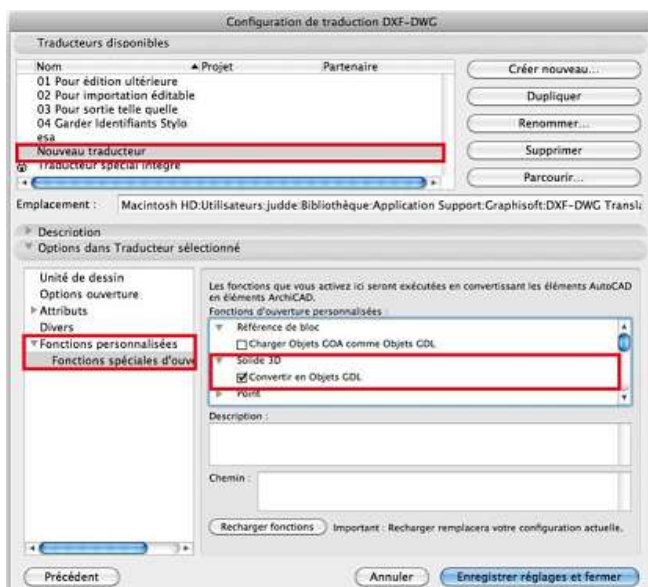 Configuration de traduction DXF-DWG
Traducteurs disponibles
Nom Projet Partenaire
01 Pour édition ultérieure
02 Pour importation éditable
03 Pour sortie telle quelle
04 Garder Identifiants Stylo
esa
Nouveau traducteur
Traducteur spécial intégré
Créer nouveau...
Dupliquer
Renommer...
Supprimer
Parcourir...
Emplacement : Macintosh HD:Utilisateurs:judde:Bibliothèque:Application Support:Graphisoft:DXF-DWG Transla
Description
Options dans Traducteur sélectionné
Unité de dessin
Options ouverture
Attributs
Divers
Fonctions personnalisées
Fonctions spéciales d'ouve
Les fonctions que vous activez ici seront exécutées en convertissant les éléments AutoCAD
en éléments ArchiCAD.
Fonctions d'ouverture personnalisées :
Référence de bloc
Charger Objets GOA comme Objets GDL
Solide 3D
Convertir en Objets GDL
Point
Description :
Chemin :
Recharger fonctions Important : Recharger remplacera votre configuration actuelle.
Précédent Annuler Enregistrer réglages et fermer